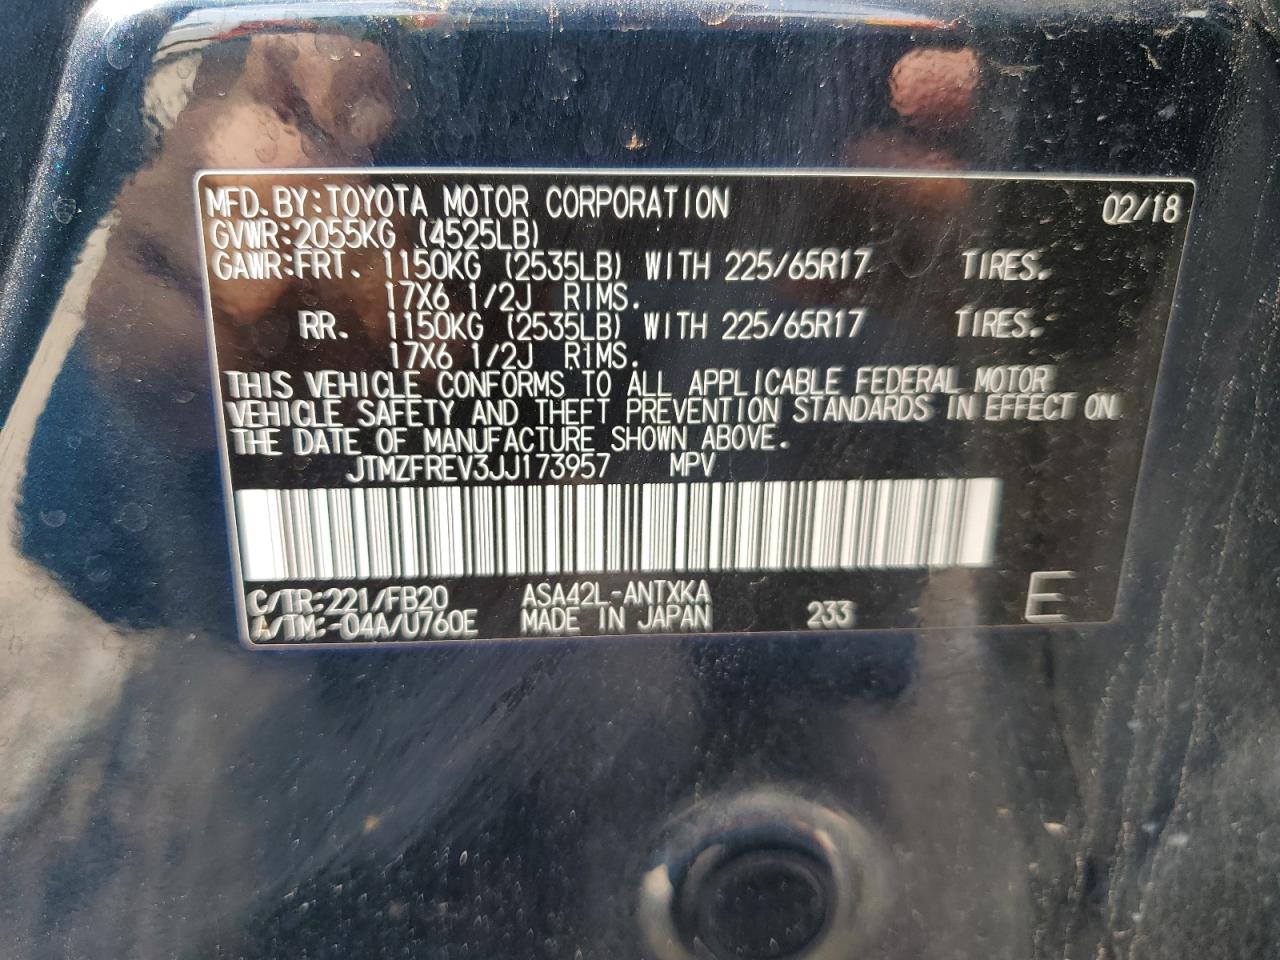 MFD. BY: TOYOTA MOTOR CORPORATION 02/18
GVWR: 2055KG (4525LB)
GAWR: FRT. 1150KG (2535LB) WITH 225/65R17 TIRES.
17X6 1/2J RIMS.
RR. 1150KG (2535LB) WITH 225/65R17 TIRES.
17X6 1/2J RIMS.
THIS VEHICLE CONFORMS TO ALL APPLICABLE FEDERAL MOTOR
VEHICLE SAFETY AND THEFT PREVENTION STANDARDS IN EFFECT ON
THE DATE OF MANUFACTURE SHOWN ABOVE.
JTMZFREV3JJ173957 MPV
C/TR: 221/FB20 ASA42L-ANTXKA
A/TM: -04A/U760E MADE IN JAPAN 233 E